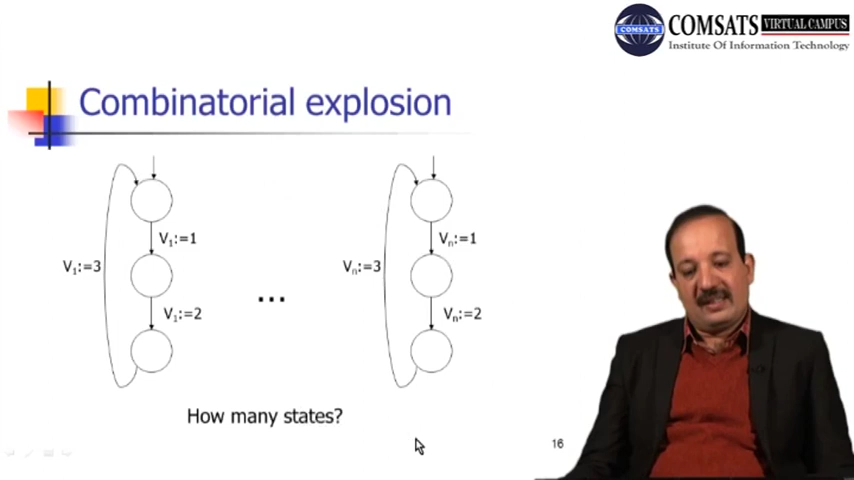 COMSATS
COMSATS VIRTUAL CAMPUS
Institute Of Information Technology
Combinatorial explosion
V₁:=1
Vₙ:=1
V₁:=3
Vₙ:=3
...
V₁:=2
Vₙ:=2
How many states?
16